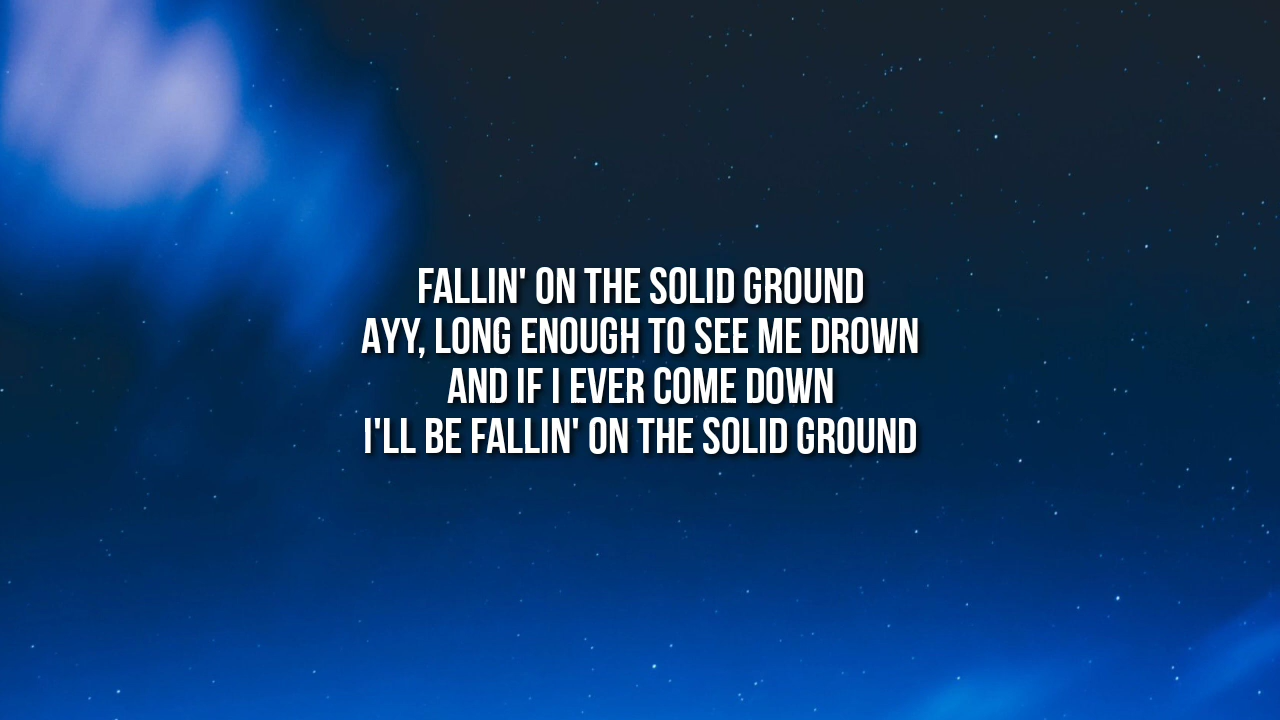 FALLIN' ON THE SOLID GROUND
AYY, LONG ENOUGH TO SEE ME DROWN
AND IF I EVER COME DOWN
I'LL BE FALLIN' ON THE SOLID GROUND